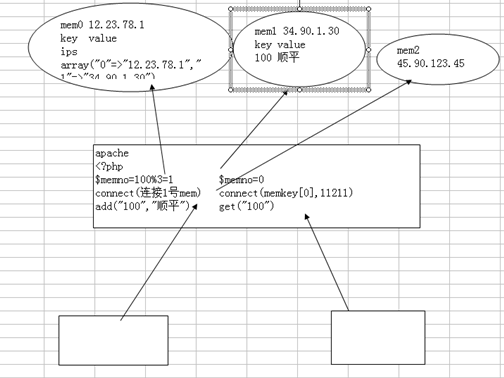 mem0 12.23.78.1
key value
ips
array("0"=>"12.23.78.1","
1"=>"34.90.1.30")
mem1 34.90.1.30
key value
100 顺平
mem2
45.90.123.45
apache
<?php
$memno=100%3=1
connect(连接1号mem)
add("100","顺平")
$memno=0
connect(memkey[0],11211)
get("100")